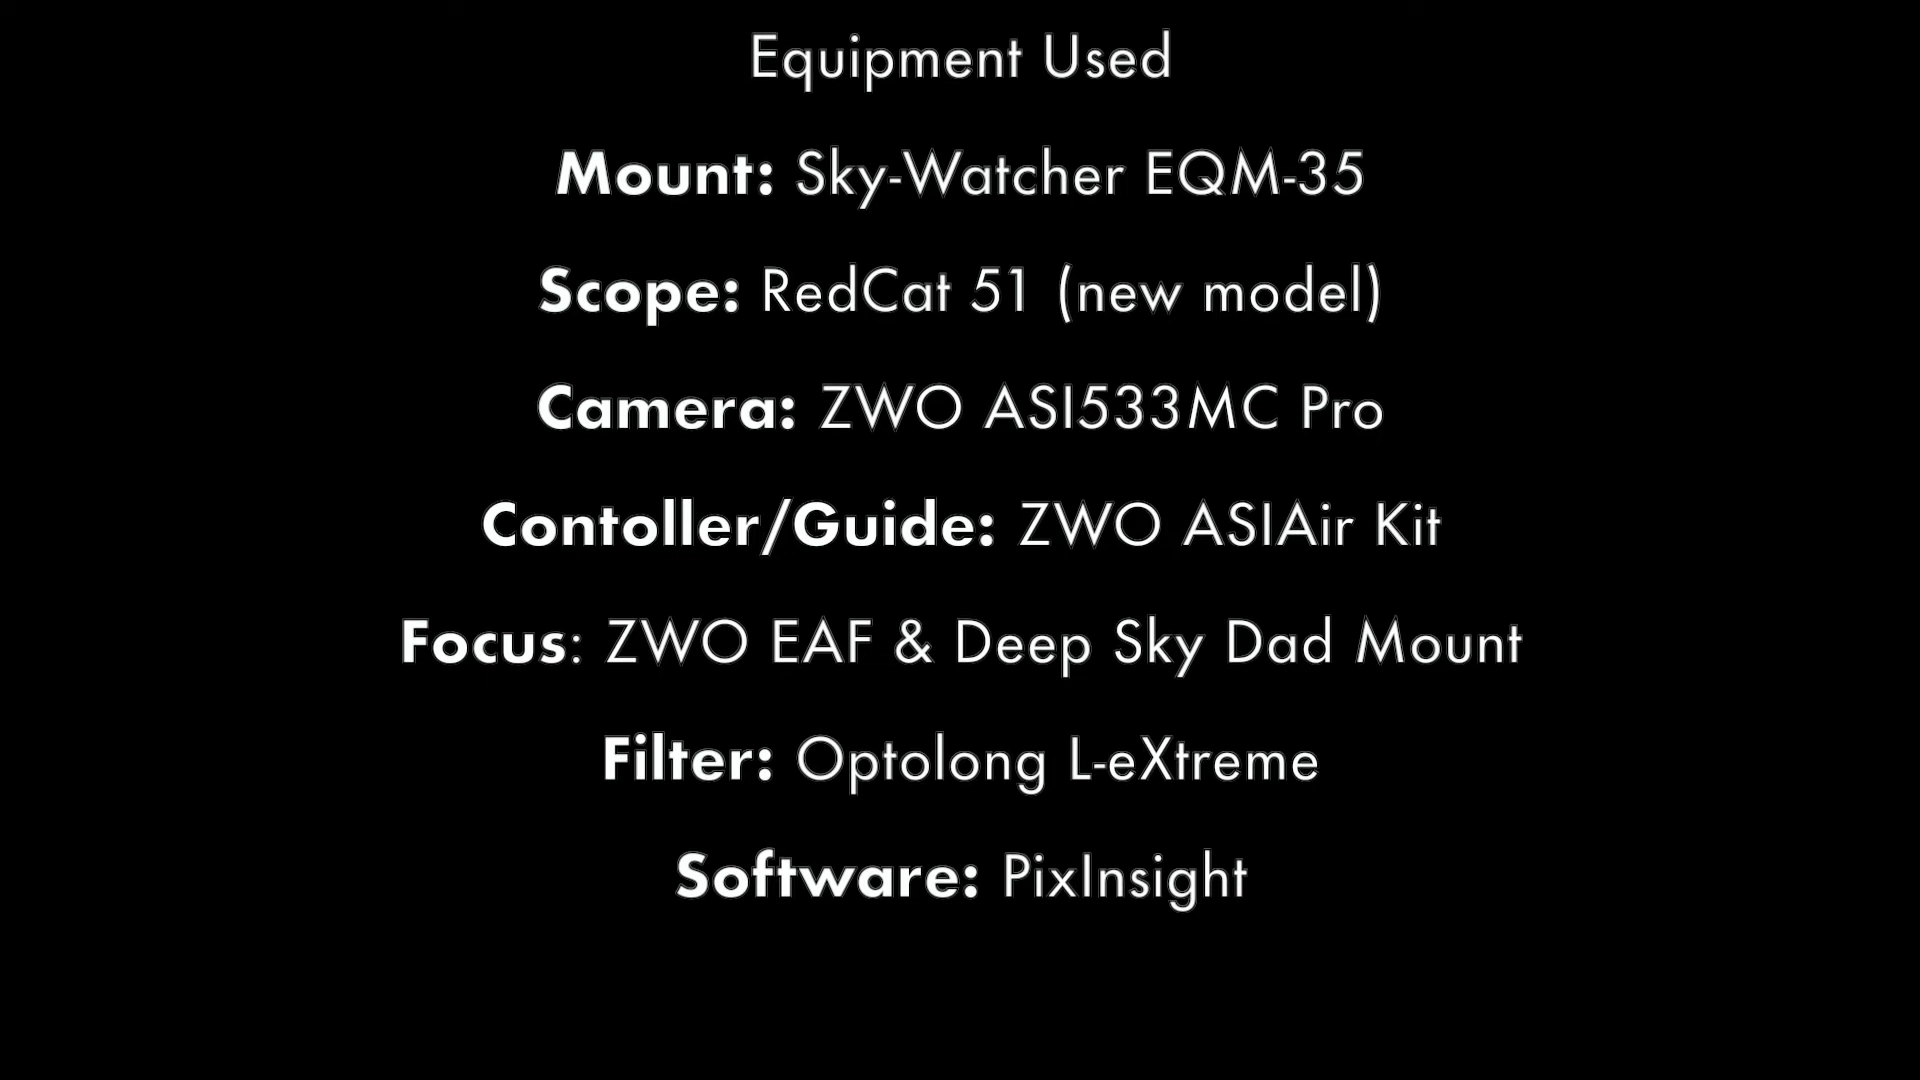 Equipment Used
Mount: Sky-Watcher EQM-35
Scope: RedCat 51 (new model)
Camera: ZWO ASI533MC Pro
Contoller/Guide: ZWO ASIAir Kit
Focus: ZWO EAF & Deep Sky Dad Mount
Filter: Optolong L-eXtreme
Software: PixInsight